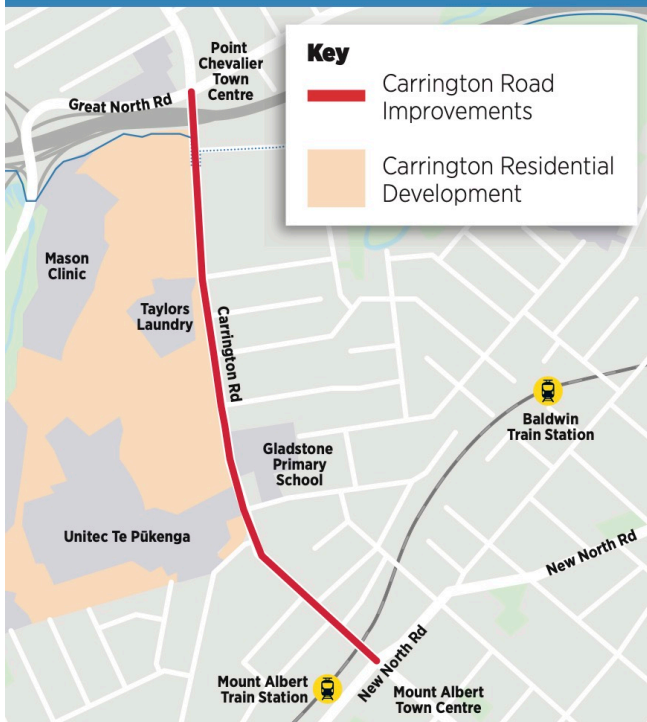 Point
Chevalier
Town
Centre
Great North Rd
Key
Carrington Road
Improvements
Carrington Residential
Development
Mason
Clinic
Taylors
Laundry
Carrington Rd
Baldwin
Train Station
Gladstone
Primary
School
Unitec Te Pūkenga
New North Rd
New North Rd
Mount Albert
Train Station
Mount Albert
Town Centre